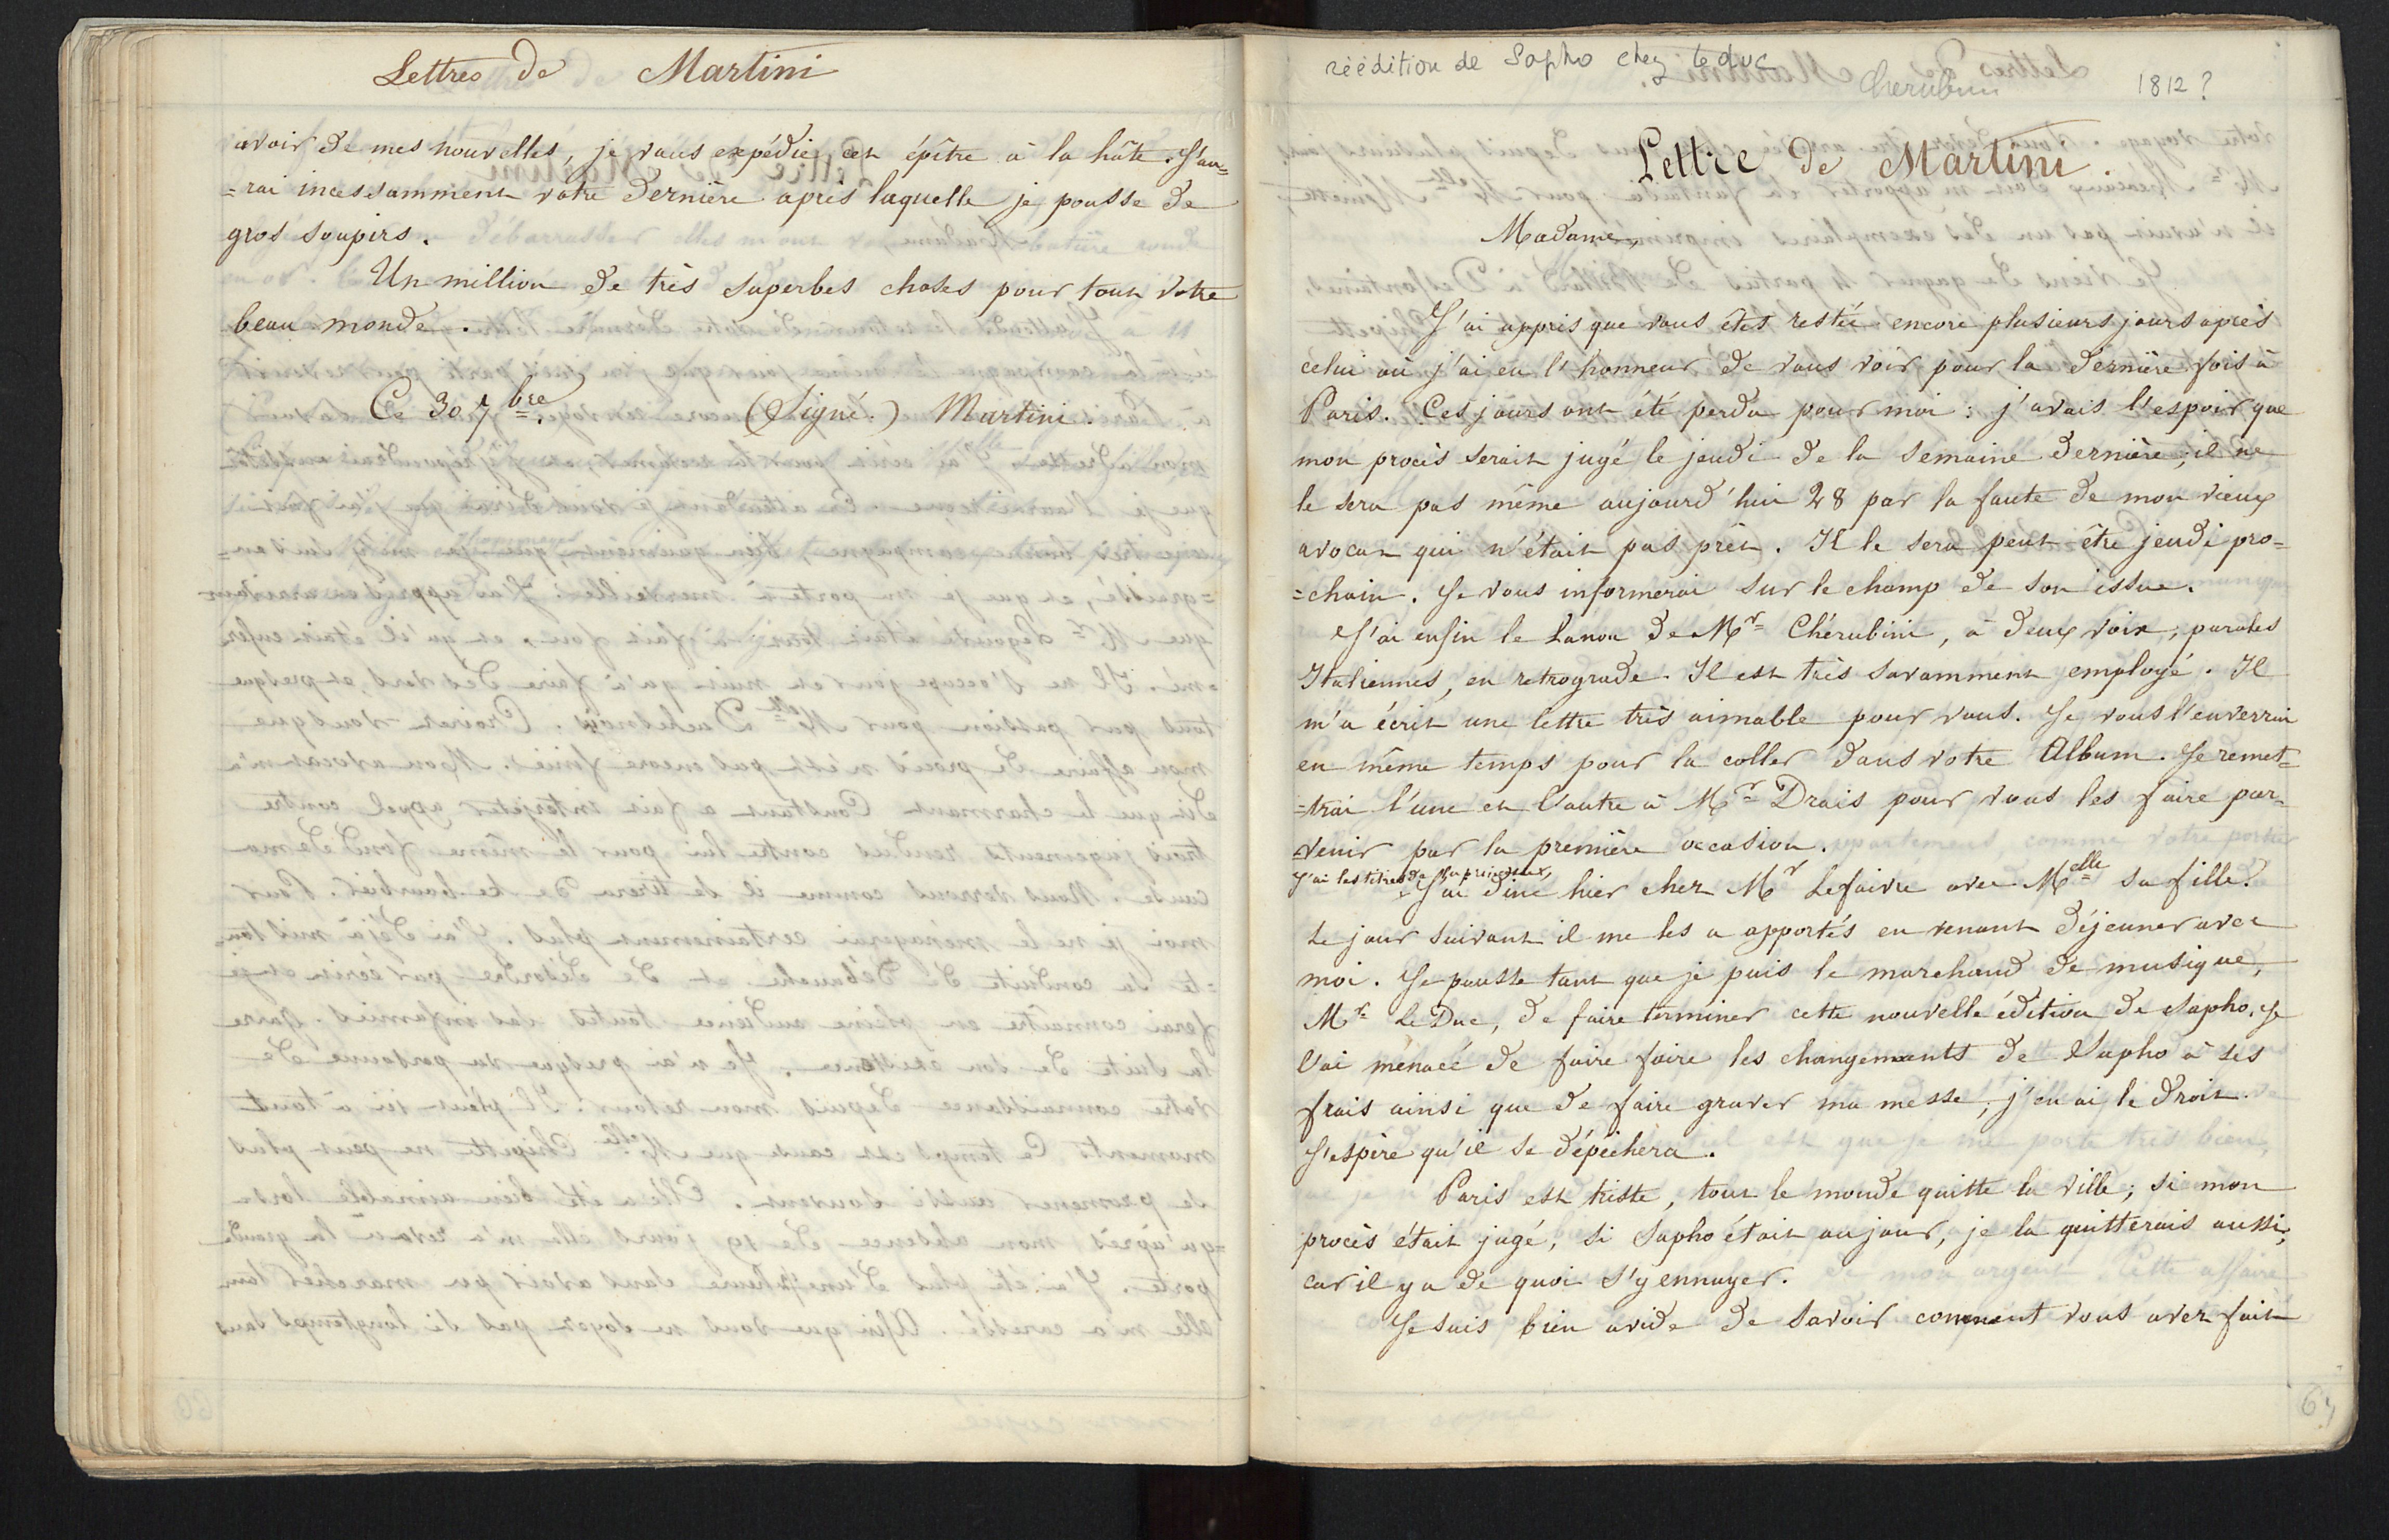 Lettres de Martini
avoir de mes nouvelles, je vous expédie cet épître à la hâte. J'au=
=rai incessamment votre dernière après laquelle je pousse de
gros soupirs.
Un million de très superbes choses pour tout votre
beau monde.
Ce 30 7bre. (Signé.) Martini.
réédition de Sapho chez Leduc
Cherubini 1812?
Lettre de Martini.
Madame,
J'ai appris que vous êtes restée encore plusieurs jours après
celui où j'ai eu l'honneur de vous voir pour la dernière fois à
Paris. Ces jours ont été perdu pour moi : j'avais l'espoir que
mon procès serait jugé le jeudi de la semaine dernière; il ne
le sera pas même aujourd'hui 28 par la faute de mon vieux
avocat qui n'était pas prêt. Il le sera peut être jeudi pro=
=chain. Je vous informerai sur le champ de son issue.
J'ai enfin le Canon de Mr Chérubini, à deux voix, paroles
Italiennes, en retrograde. Il est très savamment employé. Il
m'a écrit une lettre très aimable pour vous. Je vous l'enverrai
en même temps pour la coller dans votre Album. Je remet=
=trai l'une et l'autre à Mr Drais pour vous les faire par=
=venir par la première occasion.
J'ai les titres de
J'ai diné hier chez Mr Lefaivre avec Melle sa fille.
Le jour suivant il me les a apportés en venant déjeuner avec
moi. Je pousse tant que je puis le marchand de musique,
Mr Le Duc, de faire terminer cette nouvelle édition de Sapho. Je
l'ai menacé de faire faire les changements de Sapho à ses
frais ainsi que de faire graver ma messe; j'en ai le droit.
J'espère qu'il se dépêchera.
Paris est triste, tout le monde quitte la ville; si mon
procès était jugé, si Sapho était au jour, je la quitterais aussi,
car il y a de quoi s'y ennuyer.
Je suis bien avide de savoir comment vous avez fait